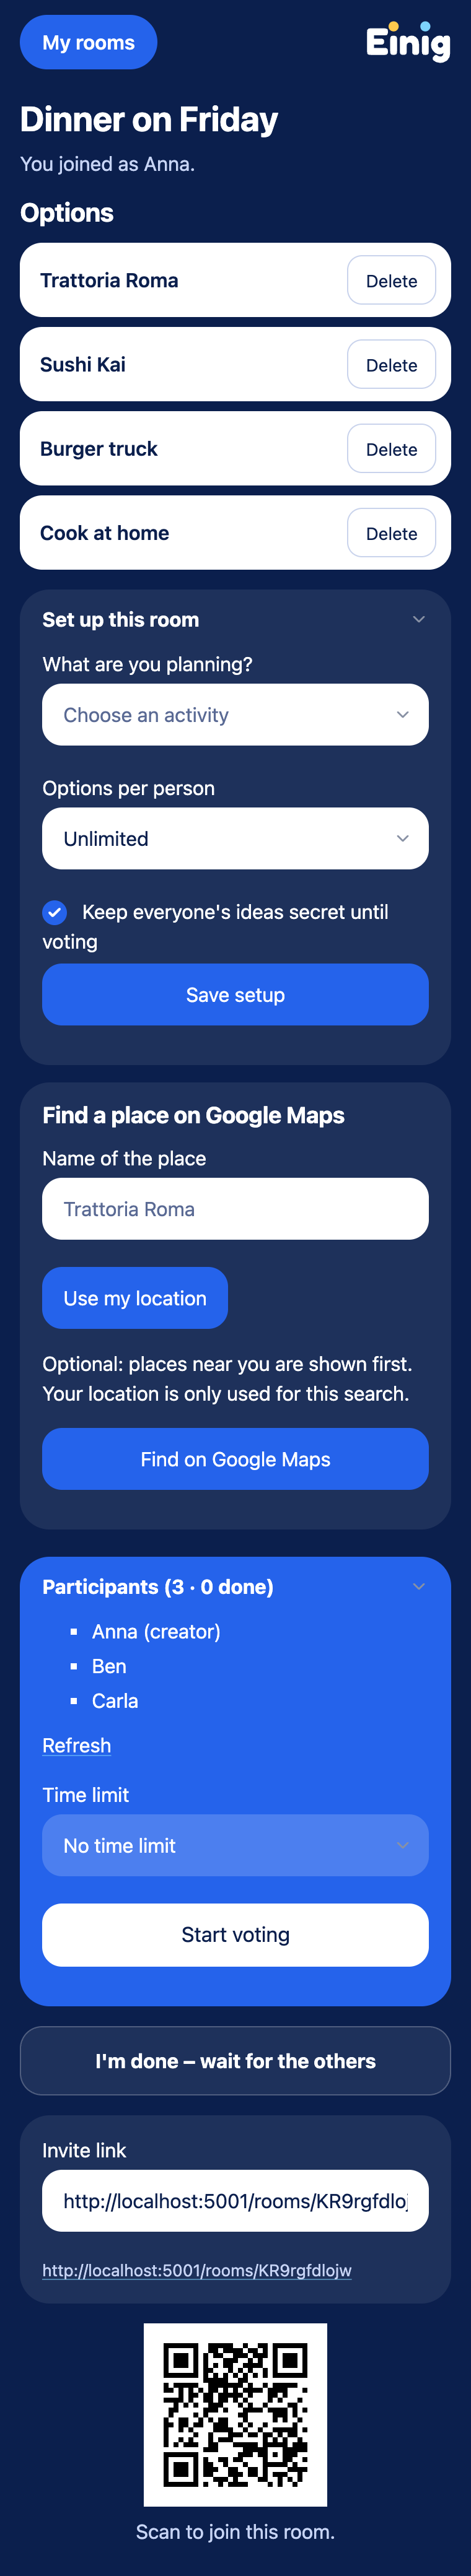 My rooms
Einig
Dinner on Friday
You joined as Anna.
Options
Trattoria Roma
Delete
Sushi Kai
Delete
Burger truck
Delete
Cook at home
Delete
Set up this room
What are you planning?
Choose an activity
Options per person
Unlimited
Keep everyone's ideas secret until
voting
Save setup
Find a place on Google Maps
Name of the place
Trattoria Roma
Use my location
Optional: places near you are shown first.
Your location is only used for this search.
Find on Google Maps
Participants (3 · 0 done)
Anna (creator)
Ben
Carla
Refresh
Time limit
No time limit
Start voting
I'm done – wait for the others
Invite link
http://localhost:5001/rooms/KR9rgfdloj
http://localhost:5001/rooms/KR9rgfdlojw
Scan to join this room.